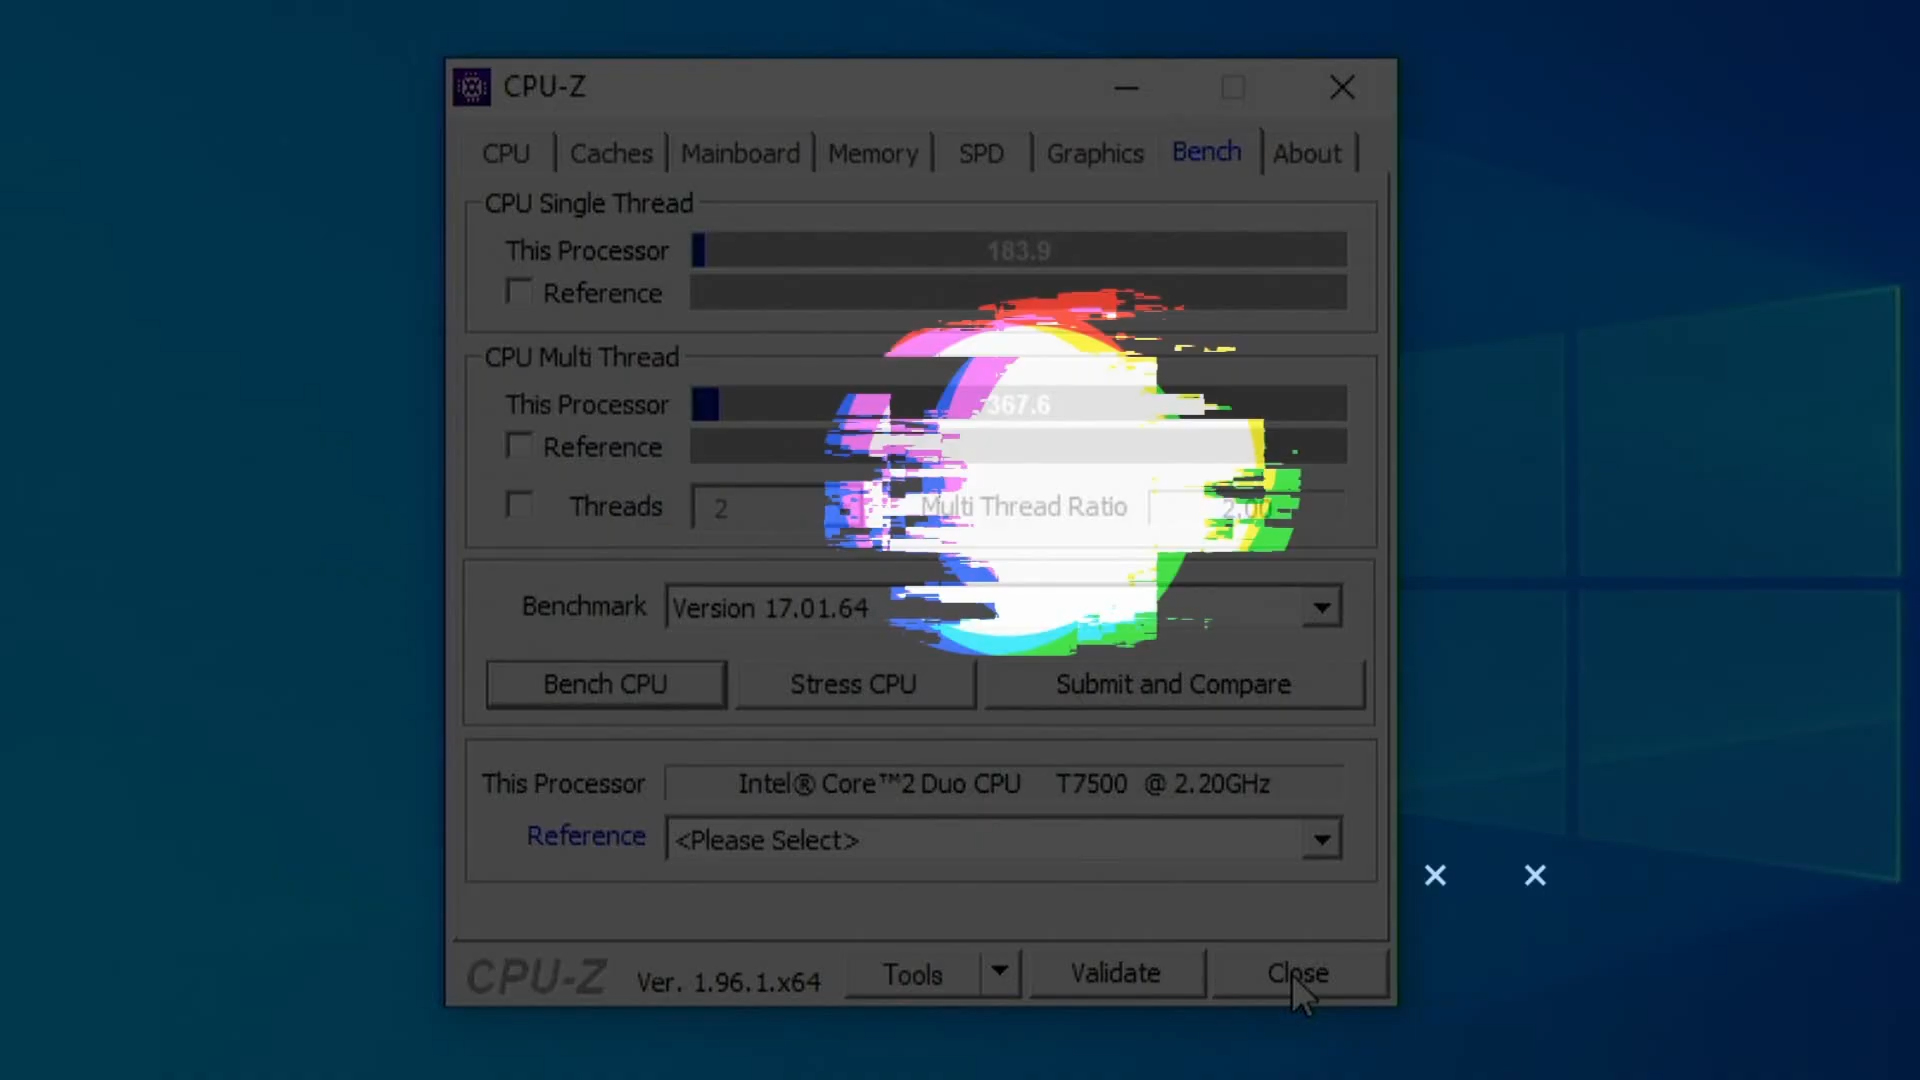 CPU-Z
CPU Caches Mainboard Memory SPD Graphics Bench About
CPU Single Thread
This Processor 183.9
Reference
CPU Multi Thread
This Processor 367.6
Reference
Threads 2 Multi Thread Ratio 2,00
Benchmark Version 17.01.64
Bench CPU Stress CPU Submit and Compare
This Processor Intel® Core™2 Duo CPU T7500 @ 2.20GHz
Reference <Please Select>
CPU-Z Ver. 1.96.1.x64 Tools Validate Close